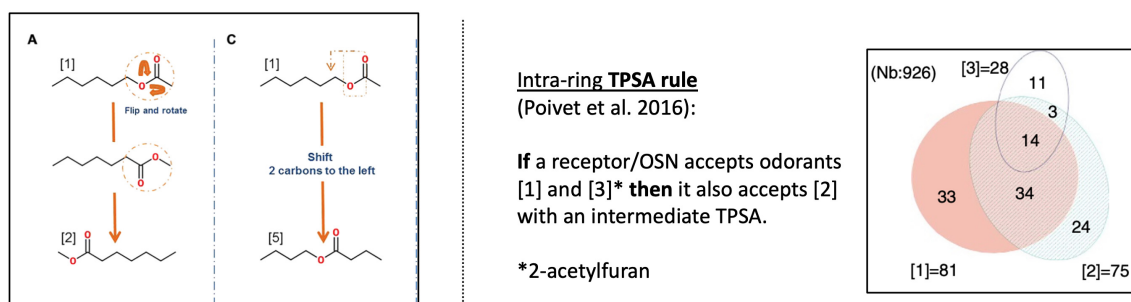 A
[1]
O
O
Flip and rotate
O
O
[2]
O
O
C
[1]
O
O
Shift
2 carbons to the left
[5]
O
O
Intra-ring TPSA rule
(Poivet et al. 2016):
If a receptor/OSN accepts odorants
[1] and [3]* then it also accepts [2]
with an intermediate TPSA.
*2-acetylfuran
(Nb:926)
[3]=28
11
3
14
33
34
24
[1]=81
[2]=75